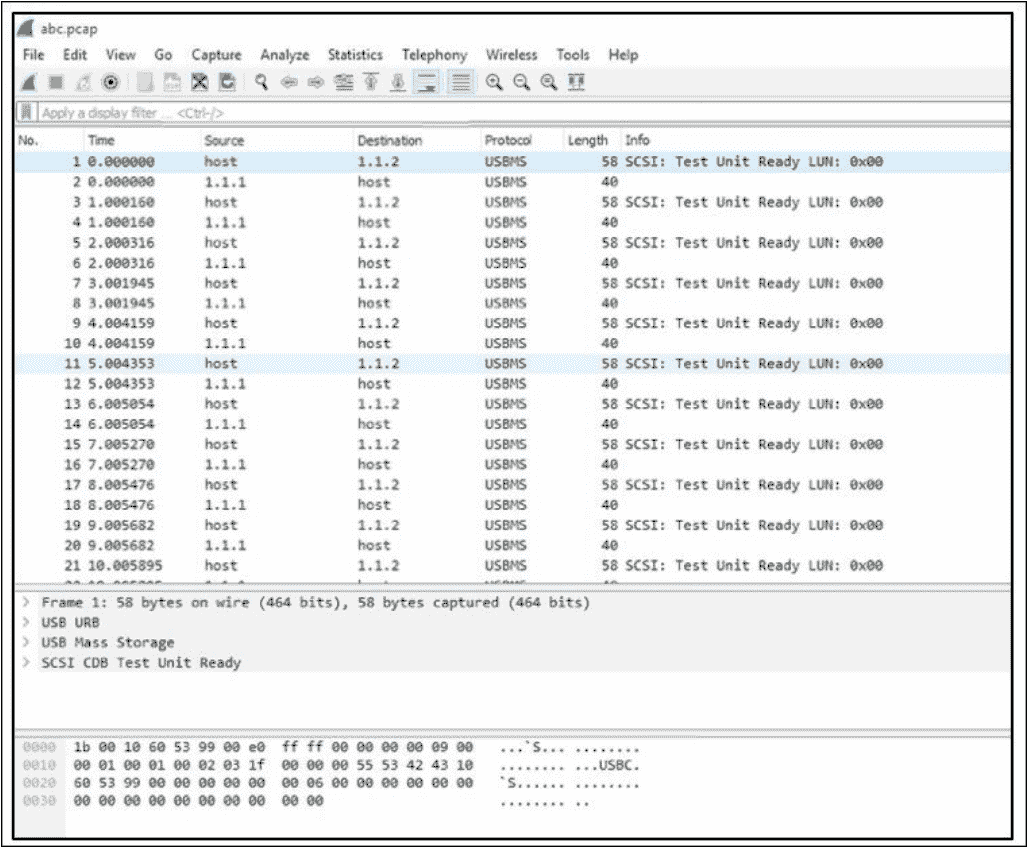 abc.pcap
File Edit View Go Capture Analyze Statistics Telephony Wireless Tools Help
Apply a display filter ... <Ctrl-/>
No. Time Source Destination Protocol Length Info
1 0.000000 host 1.1.2 USBMS 58 SCSI: Test Unit Ready LUN: 0x00
2 0.000000 1.1.1 host USBMS 40
3 1.000160 host 1.1.2 USBMS 58 SCSI: Test Unit Ready LUN: 0x00
4 1.000160 1.1.1 host USBMS 40
5 2.000316 host 1.1.2 USBMS 58 SCSI: Test Unit Ready LUN: 0x00
6 2.000316 1.1.1 host USBMS 40
7 3.001945 host 1.1.2 USBMS 58 SCSI: Test Unit Ready LUN: 0x00
8 3.001945 1.1.1 host USBMS 40
9 4.004159 host 1.1.2 USBMS 58 SCSI: Test Unit Ready LUN: 0x00
10 4.004159 1.1.1 host USBMS 40
11 5.004353 host 1.1.2 USBMS 58 SCSI: Test Unit Ready LUN: 0x00
12 5.004353 1.1.1 host USBMS 40
13 6.005054 host 1.1.2 USBMS 58 SCSI: Test Unit Ready LUN: 0x00
14 6.005054 1.1.1 host USBMS 40
15 7.005270 host 1.1.2 USBMS 58 SCSI: Test Unit Ready LUN: 0x00
16 7.005270 1.1.1 host USBMS 40
17 8.005476 host 1.1.2 USBMS 58 SCSI: Test Unit Ready LUN: 0x00
18 8.005476 1.1.1 host USBMS 40
19 9.005682 host 1.1.2 USBMS 58 SCSI: Test Unit Ready LUN: 0x00
20 9.005682 1.1.1 host USBMS 40
21 10.005895 host 1.1.2 USBMS 58 SCSI: Test Unit Ready LUN: 0x00
Frame 1: 58 bytes on wire (464 bits), 58 bytes captured (464 bits)
USB URB
USB Mass Storage
SCSI CDB Test Unit Ready
0000 1b 00 10 60 53 99 00 e0 ff ff 00 00 00 00 09 00 ...`S... ........
0010 00 01 00 01 00 02 03 1f 00 00 00 55 53 42 43 10 ........ ...USBC.
0020 60 53 99 00 00 00 00 00 00 06 00 00 00 00 00 00 `S...... ........
0030 00 00 00 00 00 00 00 00 00 00 ........ ..